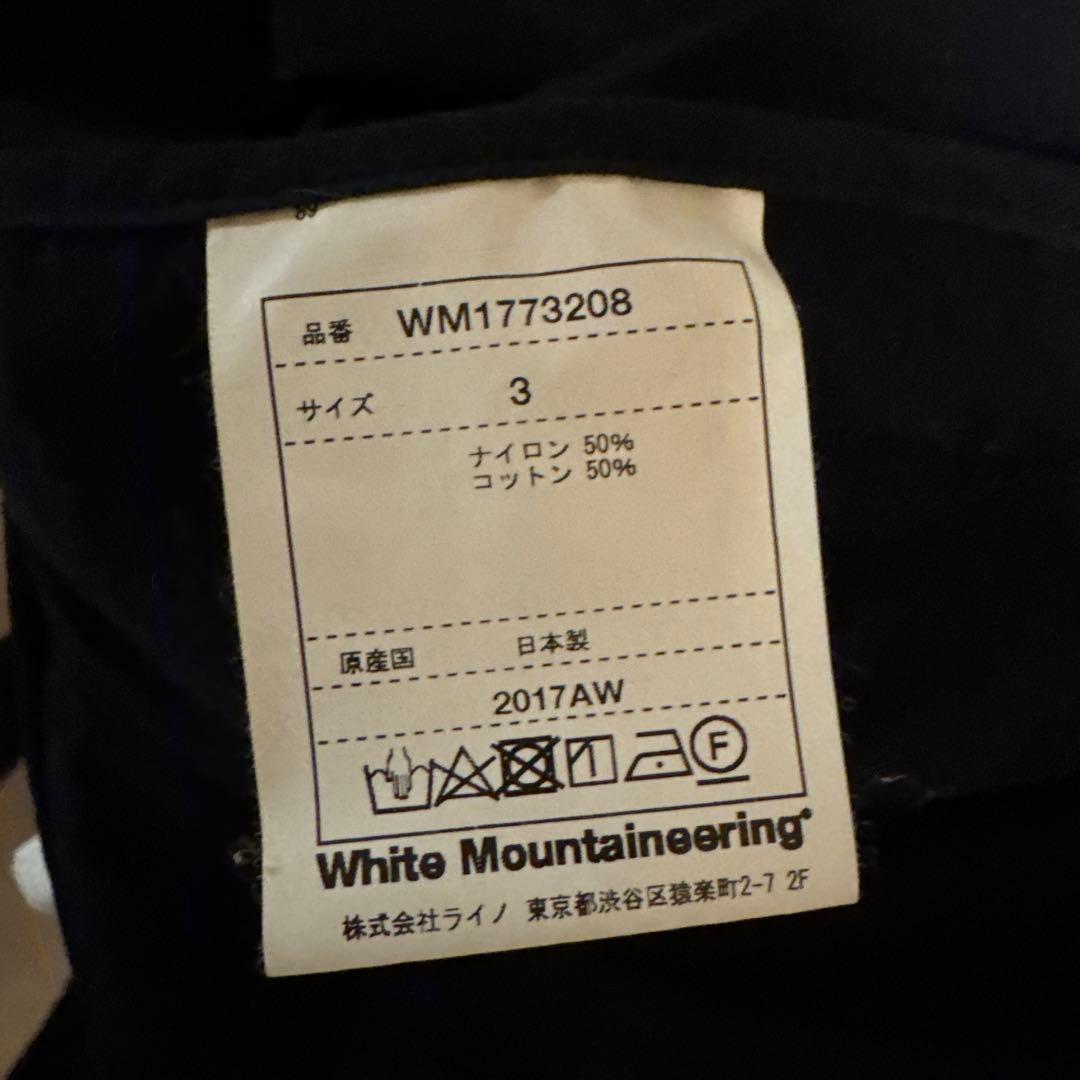 品番 WM1773208
サイズ 3
ナイロン 50%
コットン 50%
原産国 日本製
2017AW
F
White Mountaineering
株式会社ライノ 東京都渋谷区猿楽町2-7 2F